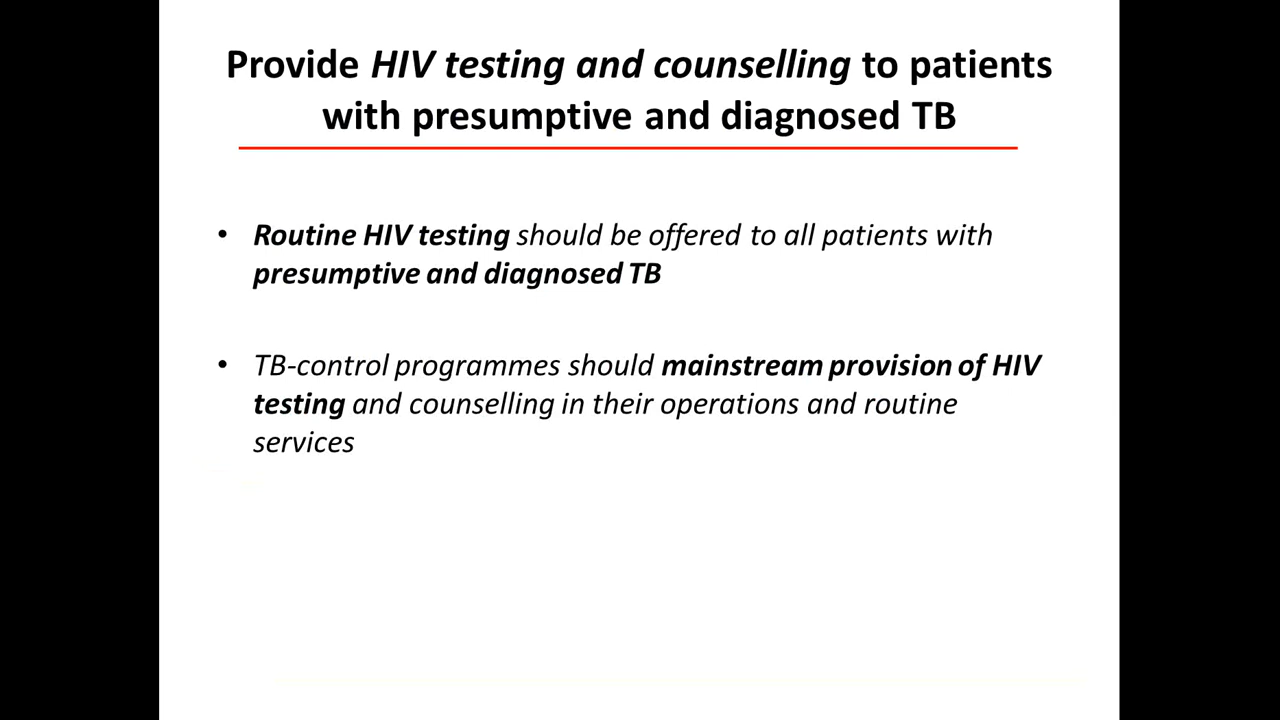 Provide HIV testing and counselling to patients
with presumptive and diagnosed TB
• Routine HIV testing should be offered to all patients with
presumptive and diagnosed TB
• TB-control programmes should mainstream provision of HIV
testing and counselling in their operations and routine
services